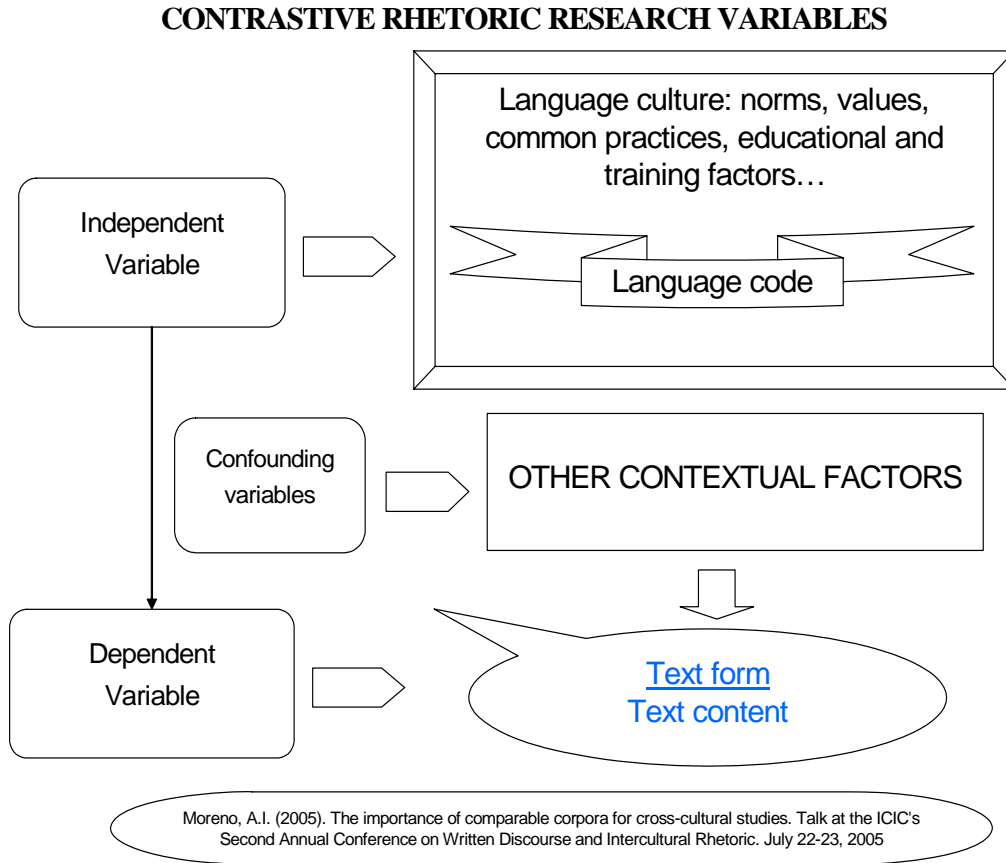 CONTRASTIVE RHETORIC RESEARCH VARIABLES
Language culture: norms, values,
common practices, educational and
training factors…
Independent
Variable
Language code
Confounding
variables
OTHER CONTEXTUAL FACTORS
Dependent
Variable
Text form
Text content
Moreno, A.I. (2005). The importance of comparable corpora for cross-cultural studies. Talk at the ICIC's
Second Annual Conference on Written Discourse and Intercultural Rhetoric. July 22-23, 2005